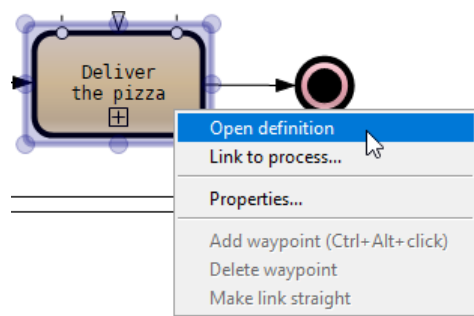 Deliver
the pizza
Open definition
Link to process...
Properties...
Add waypoint (Ctrl+Alt+click)
Delete waypoint
Make link straight